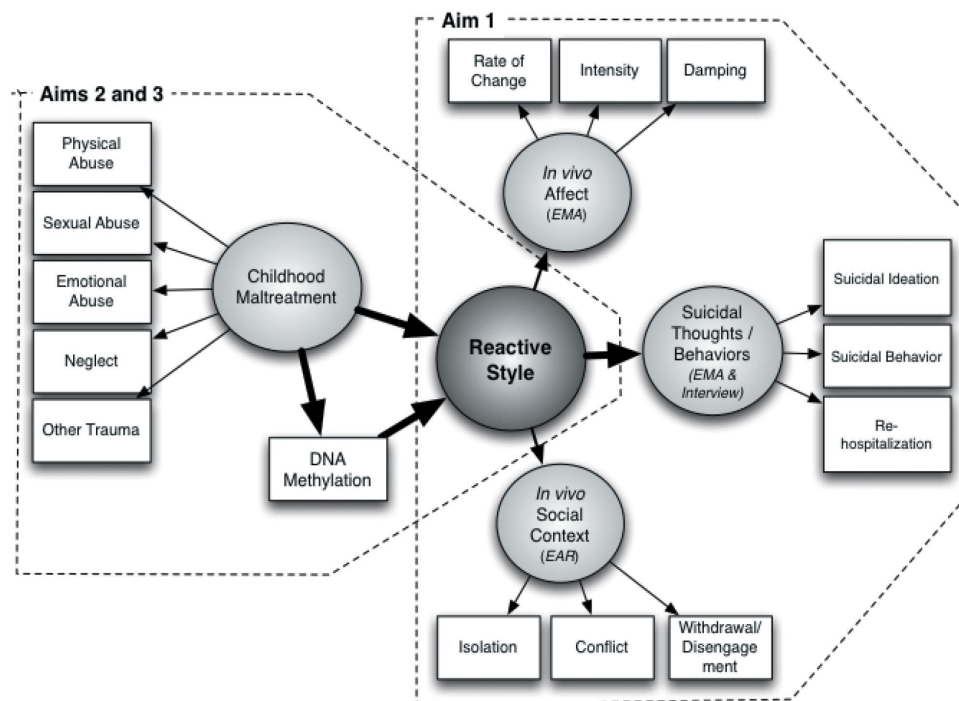 Aim 1
Rate of
Change
Intensity
Damping
In vivo
Affect
(EMA)
Aims 2 and 3
Physical
Abuse
Sexual Abuse
Emotional
Abuse
Neglect
Other Trauma
Childhood
Maltreatment
DNA
Methylation
Reactive
Style
Suicidal
Thoughts /
Behaviors
(EMA &
Interview)
Suicidal Ideation
Suicidal Behavior
Re-
hospitalization
In vivo
Social
Context
(EAR)
Isolation
Conflict
Withdrawal/
Disengage
ment